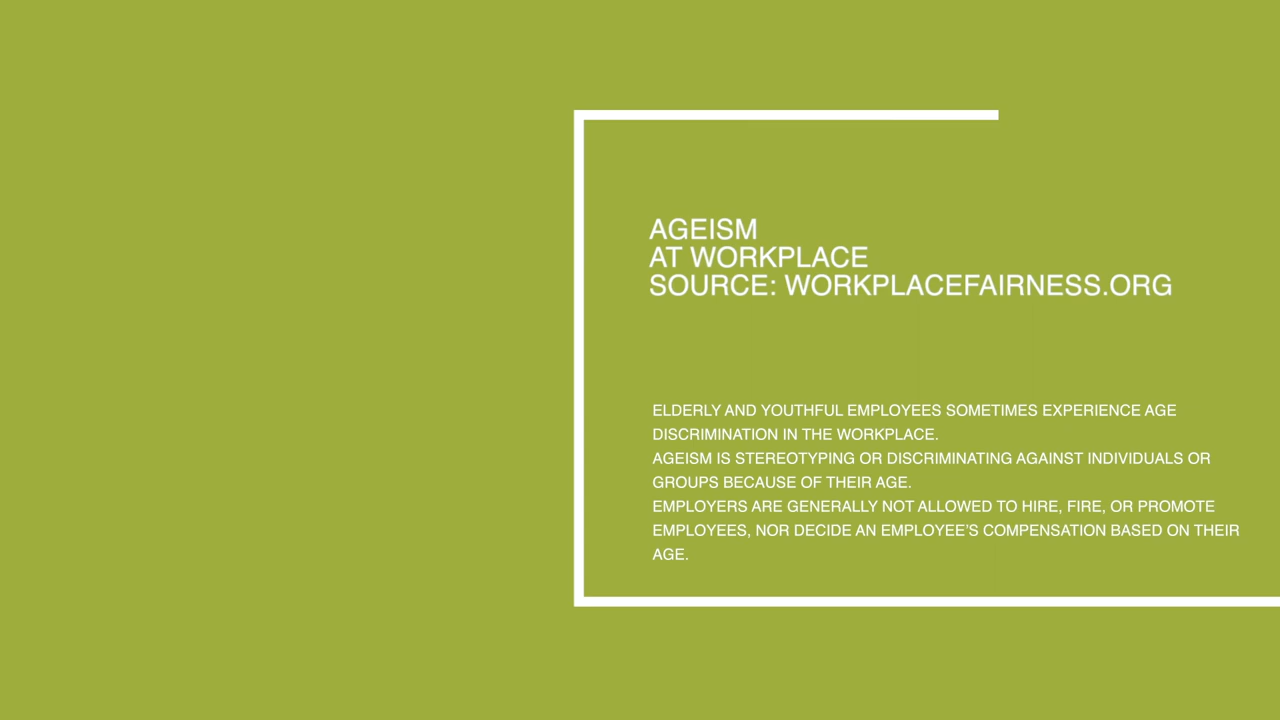 AGEISM
AT WORKPLACE
SOURCE: WORKPLACEFAIRNESS.ORG
ELDERLY AND YOUTHFUL EMPLOYEES SOMETIMES EXPERIENCE AGE
DISCRIMINATION IN THE WORKPLACE.
AGEISM IS STEREOTYPING OR DISCRIMINATING AGAINST INDIVIDUALS OR
GROUPS BECAUSE OF THEIR AGE.
EMPLOYERS ARE GENERALLY NOT ALLOWED TO HIRE, FIRE, OR PROMOTE
EMPLOYEES, NOR DECIDE AN EMPLOYEE'S COMPENSATION BASED ON THEIR
AGE.